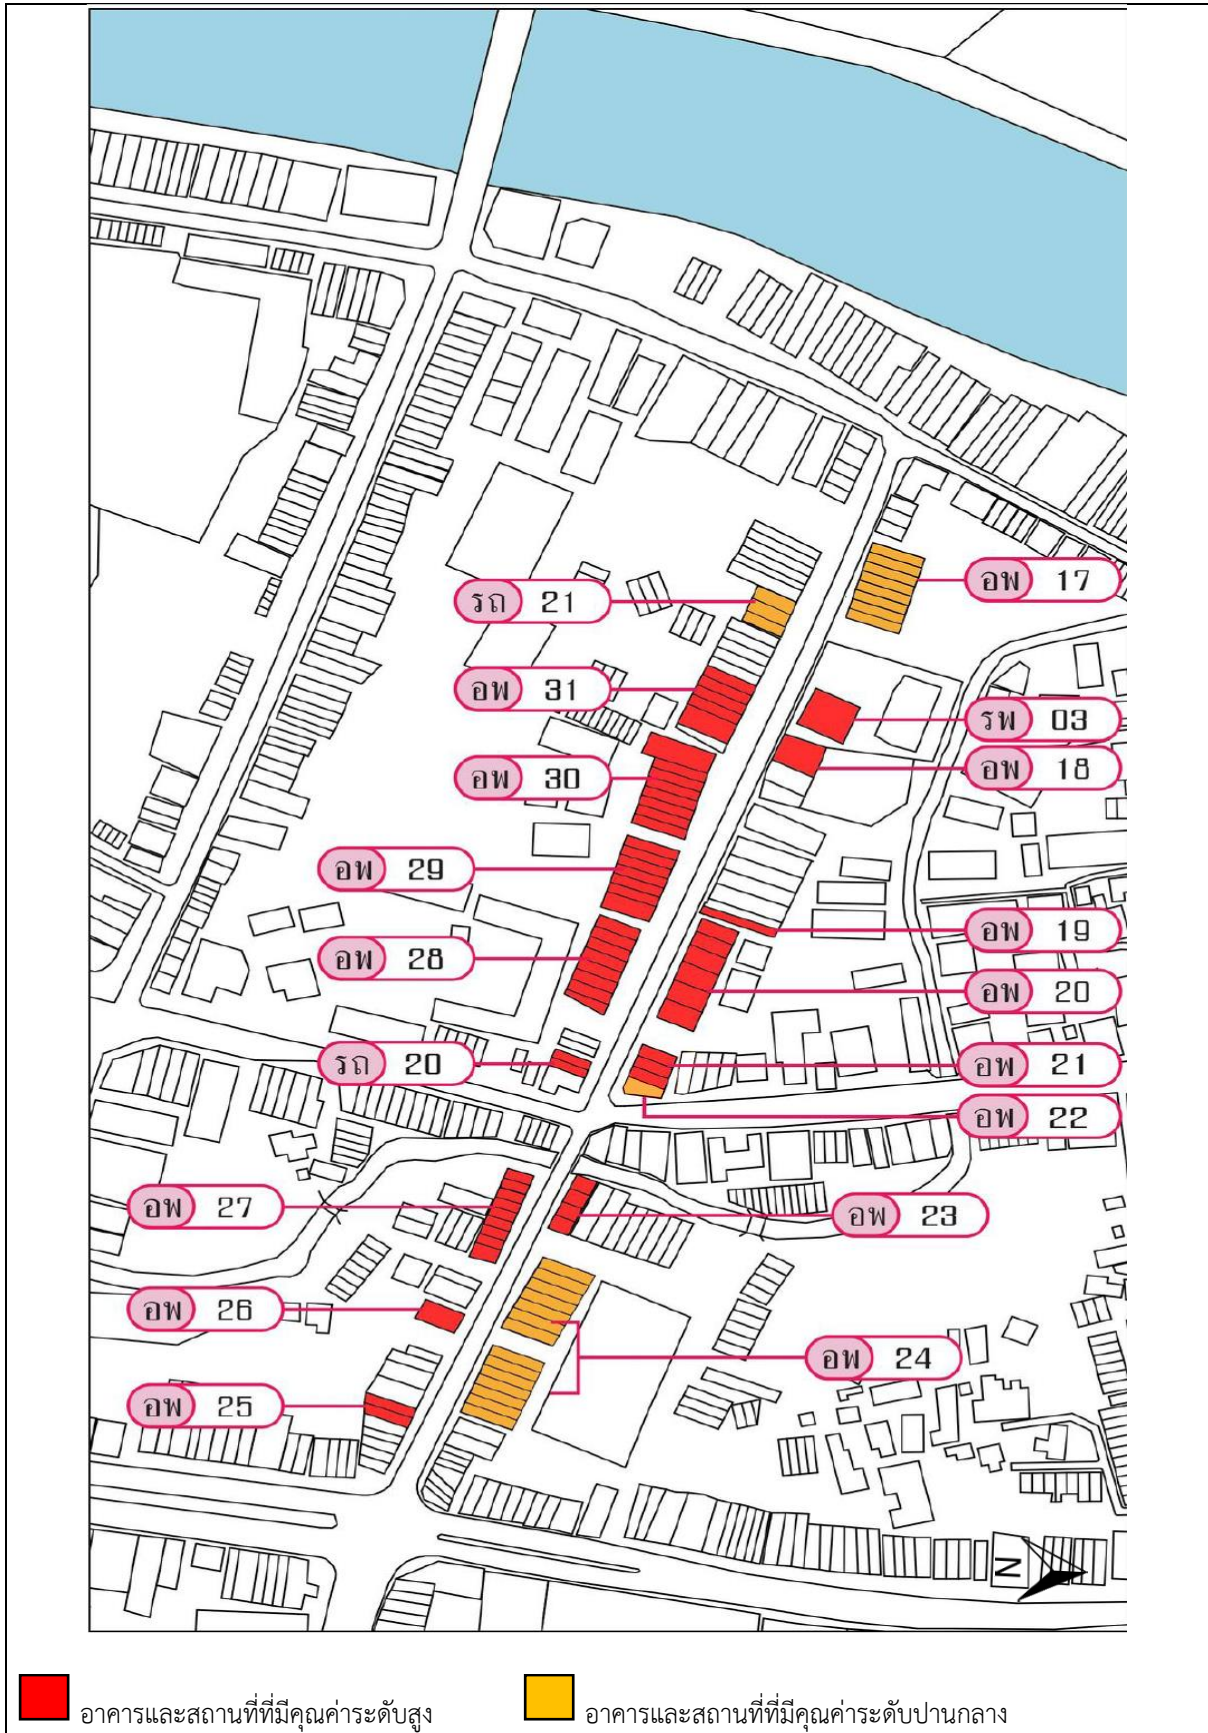 อพ 17
รถ 21
อพ 31
รพ 03
อพ 18
อพ 30
อพ 29
อพ 19
อพ 28
อพ 20
รถ 20
อพ 21
อพ 22
อพ 27
อพ 23
อพ 26
อพ 24
อพ 25
N
อาคารและสถานที่ที่มีคุณค่าระดับสูง
อาคารและสถานที่ที่มีคุณค่าระดับปานกลาง